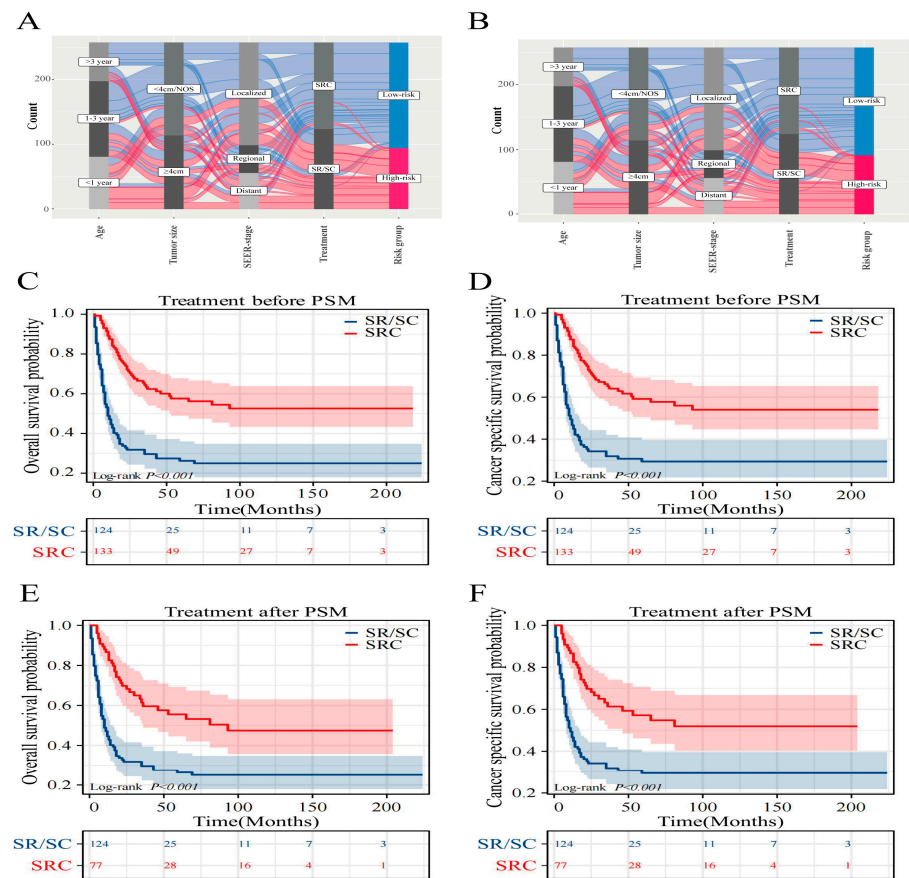 A
B
Count
200
100
0
>3 year
1-3 year
<1 year
<4cm/NOS
≥4cm
Localized
Regional
Distant
SRC
SR/SC
Low-risk
High-risk
Age
Tumor size
SEER-stage
Treatment
Risk group
Count
200
100
0
>3 year
1-3 year
<1 year
<4cm/NOS
≥4cm
Localized
Regional
Distant
SRC
SR/SC
Low-risk
High-risk
Age
Tumor size
SEER-stage
Treatment
Risk group
C
Treatment before PSM
Overall survival probability
1.0
0.8
0.6
0.4
0.2
SR/SC
SRC
Log-rank P<0.001
0 50 100 150 200
Time(Months)
SR/SC 124 25 11 7 3
SRC 133 49 27 7 3
D
Treatment before PSM
Cancer specific survival probability
1.0
0.8
0.6
0.4
0.2
SR/SC
SRC
Log-rank P<0.001
0 50 100 150 200
Time(Months)
SR/SC 124 25 11 7 3
SRC 133 49 27 7 3
E
Treatment after PSM
Overall survival probability
1.0
0.8
0.6
0.4
0.2
SR/SC
SRC
Log-rank P<0.001
0 50 100 150 200
Time(Months)
SR/SC 124 25 11 7 3
SRC 77 28 16 4 1
F
Treatment after PSM
Cancer specific survival probability
1.0
0.8
0.6
0.4
0.2
SR/SC
SRC
Log-rank P<0.001
0 50 100 150 200
Time(Months)
SR/SC 124 25 11 7 3
SRC 77 28 16 4 1